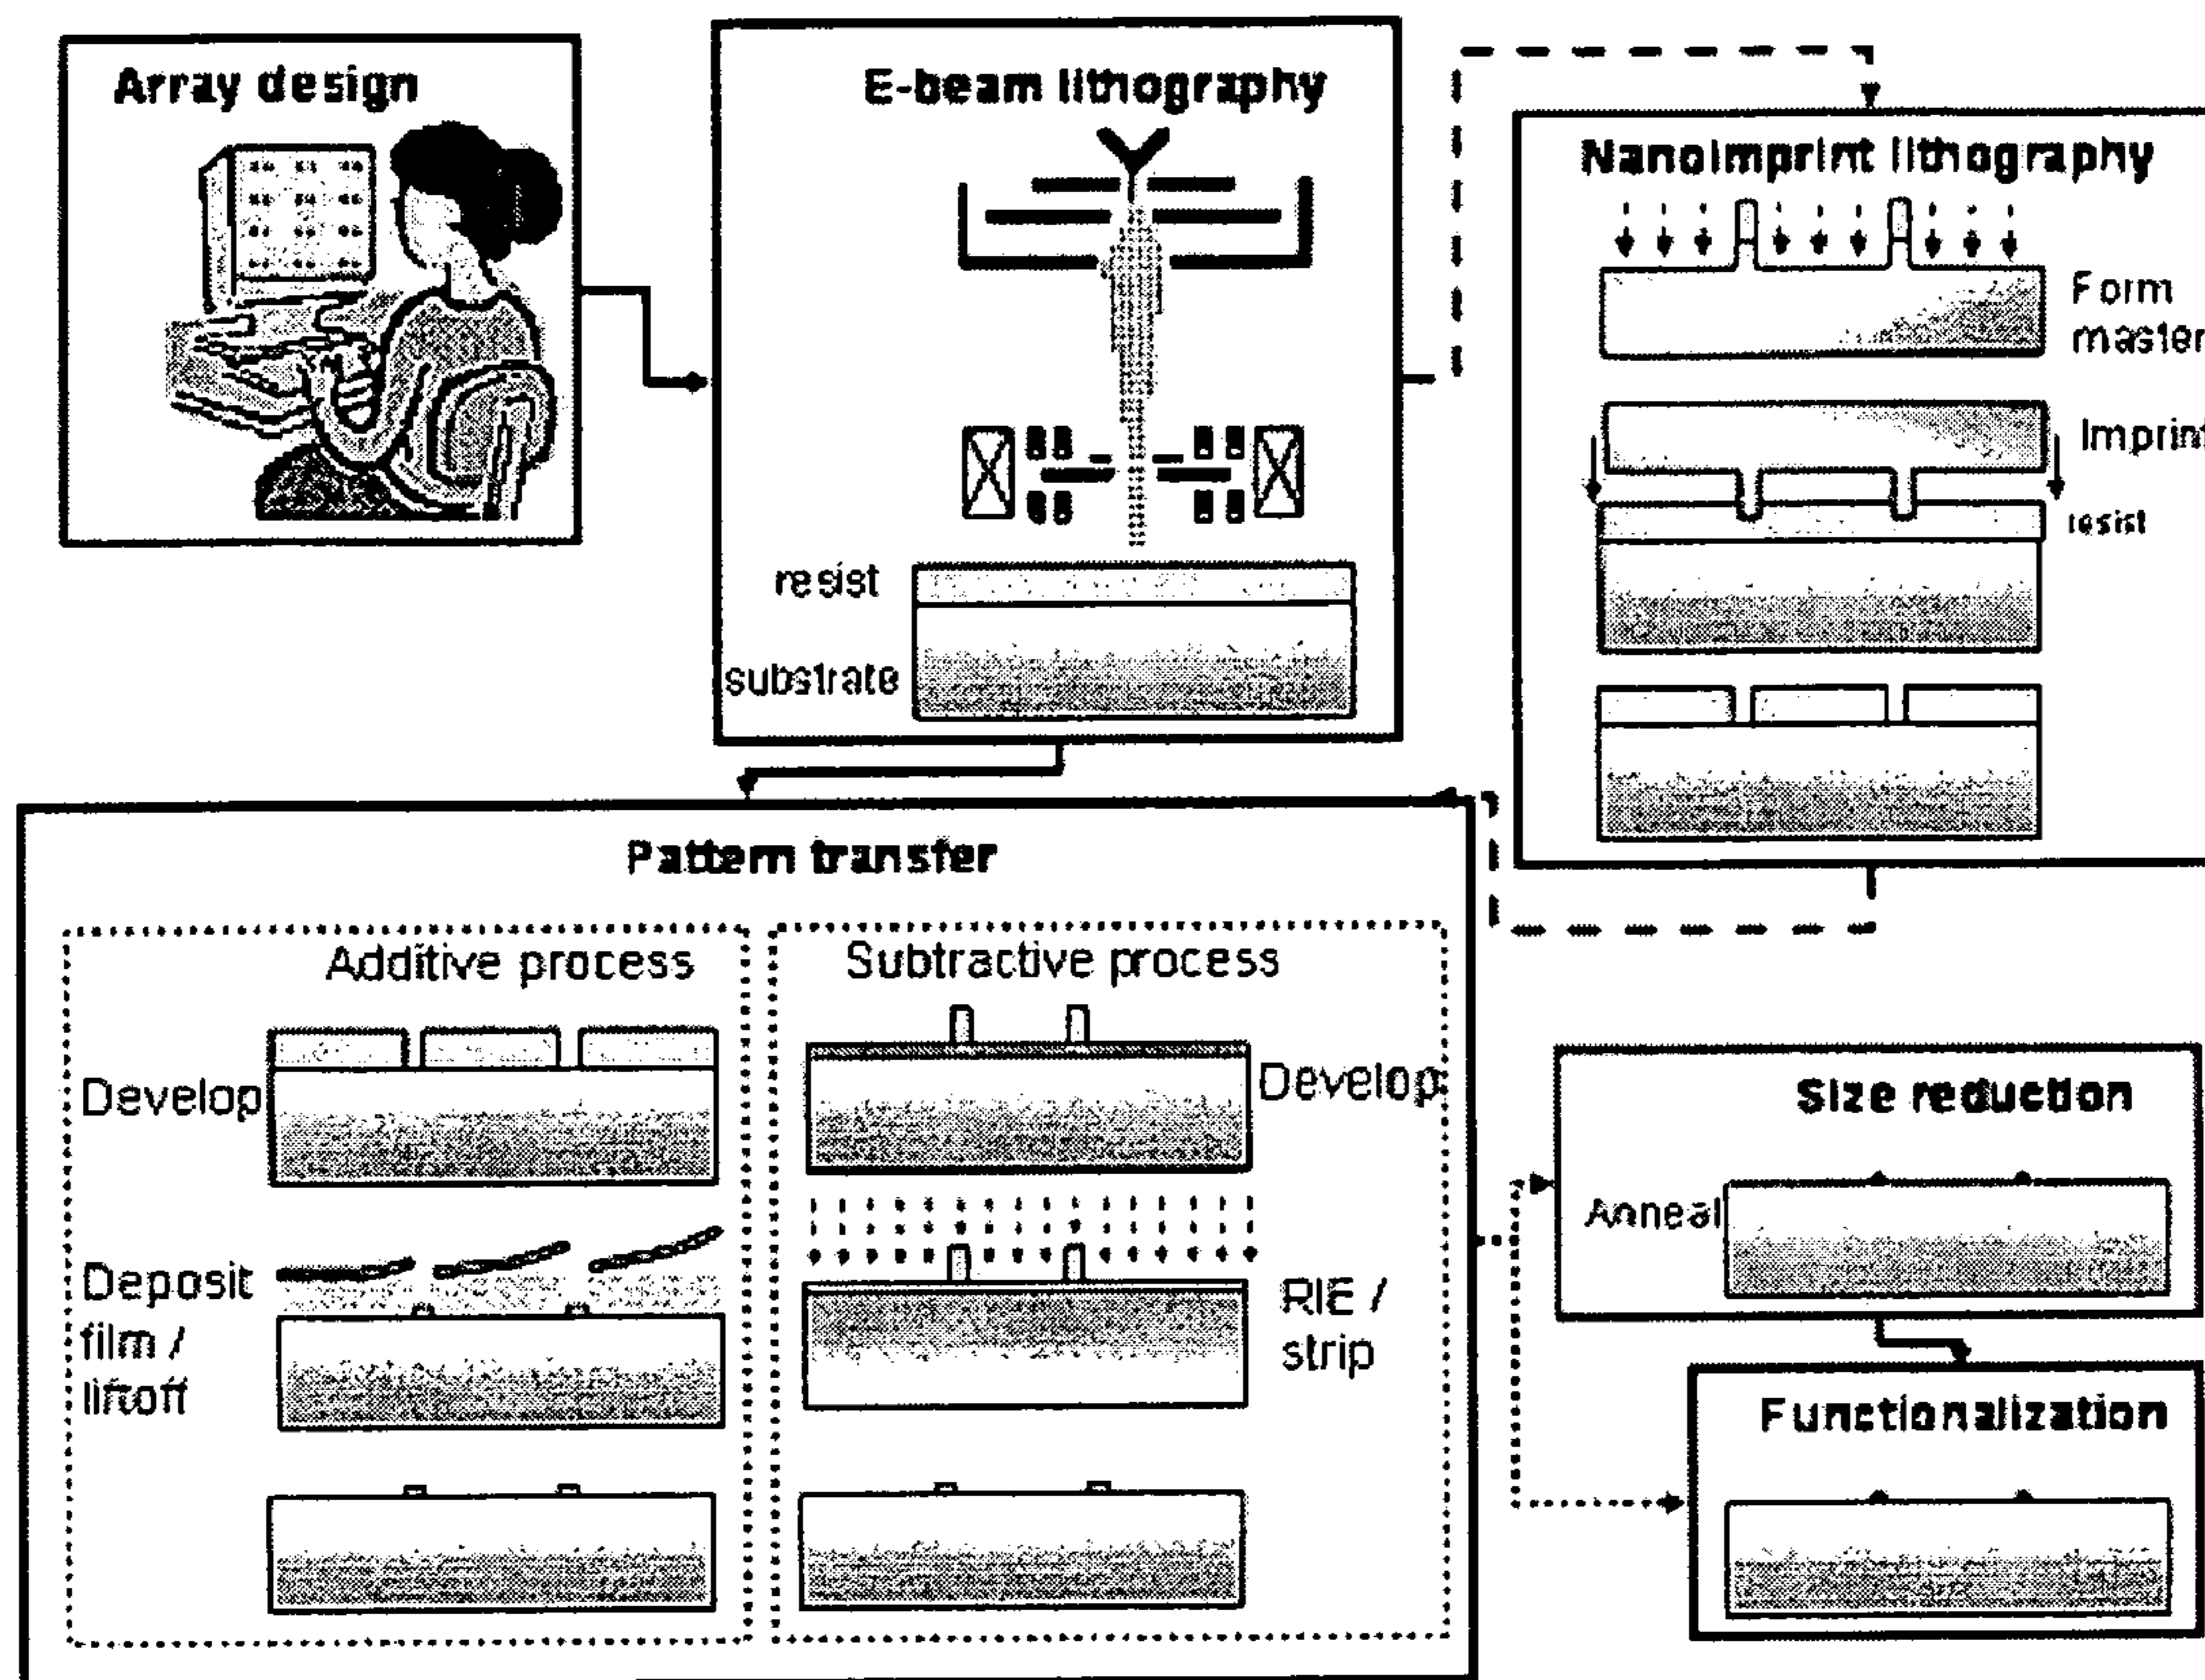 Array design
E-beam lithography
resist
substrate
Nanoimprint lithography
Form
master
Imprint
resist
Pattern transfer
Additive process
Develop
Deposit
film /
liftoff
Subtractive process
Develop
RIE /
strip
Size reduction
Anneal
Functionalization